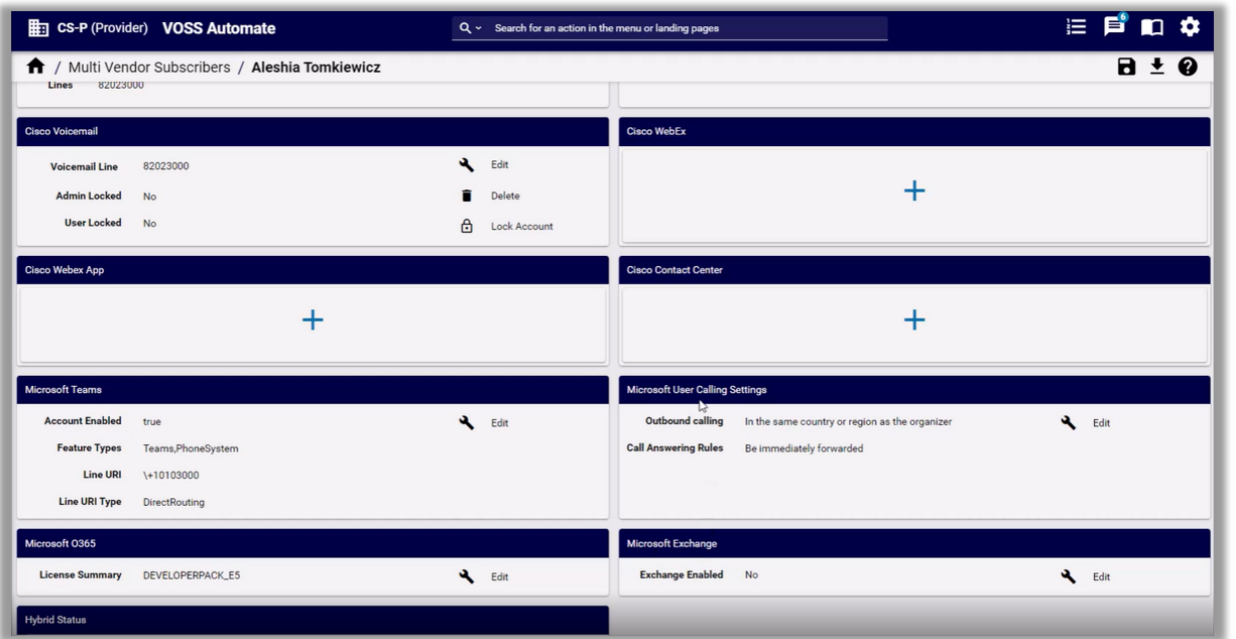 CS-P (Provider) VOSS Automate
Search for an action in the menu or landing pages
6
/ Multi Vendor Subscribers / Aleshia Tomkiewicz
Lines 82023000
Cisco Voicemail
Voicemail Line 82023000
Edit
Admin Locked No
Delete
User Locked No
Lock Account
Cisco WebEx
Cisco Webex App
Cisco Contact Center
Microsoft Teams
Account Enabled true
Edit
Feature Types Teams,PhoneSystem
Line URI \+10103000
Line URI Type DirectRouting
Microsoft User Calling Settings
Outbound calling In the same country or region as the organizer
Edit
Call Answering Rules Be immediately forwarded
Microsoft O365
License Summary DEVELOPERPACK_E5
Edit
Microsoft Exchange
Exchange Enabled No
Edit
Hybrid Status